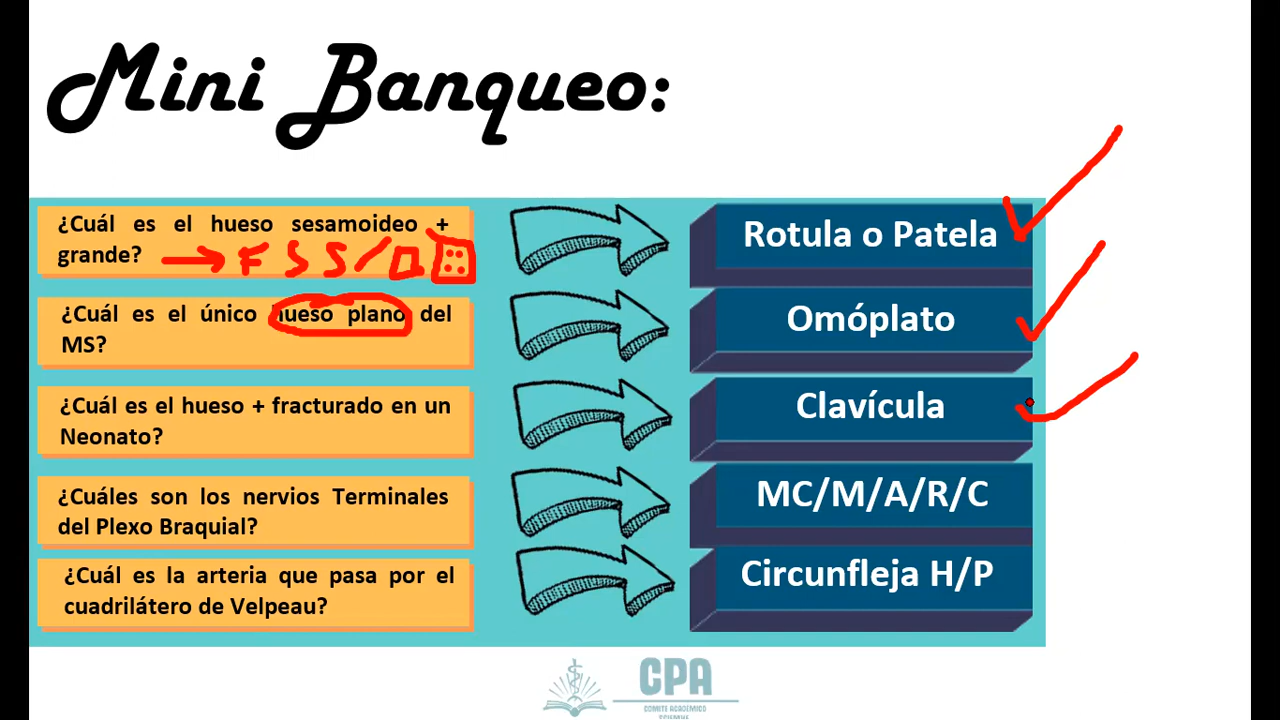 Mini Banqueo:
¿Cuál es el hueso sesamoideo +
grande?
F S S /
Rotula o Patela
¿Cuál es el único hueso plano del
MS?
Omóplato
¿Cuál es el hueso + fracturado en un
Neonato?
Clavícula
¿Cuáles son los nervios Terminales
del Plexo Braquial?
MC/M/A/R/C
¿Cuál es la arteria que pasa por el
cuadrilátero de Velpeau?
Circunfleja H/P
CPA
COMITE ACADEMICO